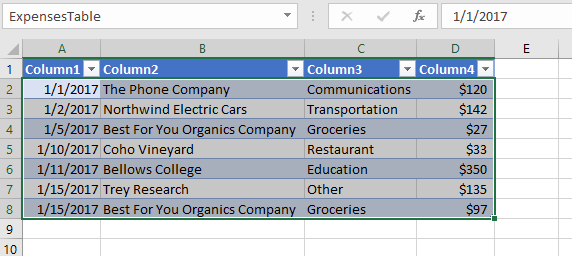 ExpensesTable fx 1/1/2017
A B C D E
1 Column1 Column2 Column3 Column4
2 1/1/2017 The Phone Company Communications $120
3 1/2/2017 Northwind Electric Cars Transportation $142
4 1/5/2017 Best For You Organics Company Groceries $27
5 1/10/2017 Coho Vineyard Restaurant $33
6 1/11/2017 Bellows College Education $350
7 1/15/2017 Trey Research Other $135
8 1/15/2017 Best For You Organics Company Groceries $97
9
10